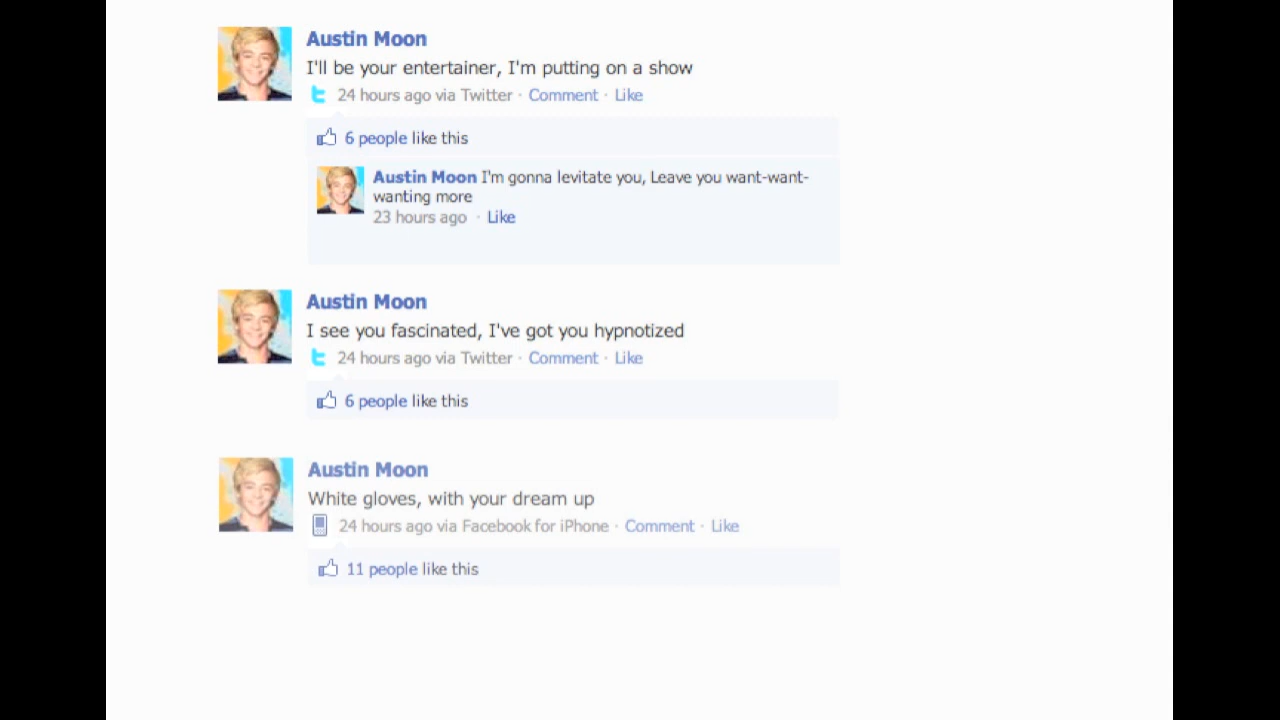 Austin Moon
I'll be your entertainer, I'm putting on a show
24 hours ago via Twitter · Comment · Like
6 people like this
Austin Moon I'm gonna levitate you, Leave you want-want-
wanting more
23 hours ago · Like
Austin Moon
I see you fascinated, I've got you hypnotized
24 hours ago via Twitter · Comment · Like
6 people like this
Austin Moon
White gloves, with your dream up
24 hours ago via Facebook for iPhone · Comment · Like
11 people like this